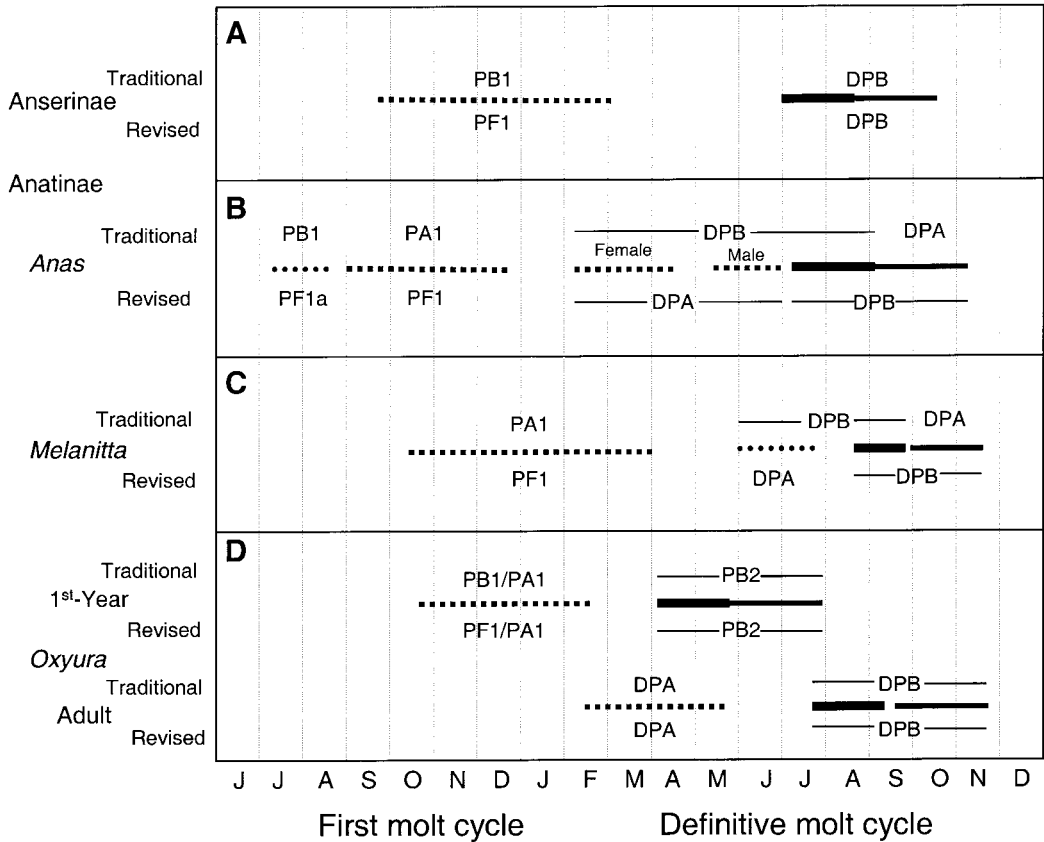 A
Traditional PB1 DPB
Anserinae
Revised PF1 DPB
Anatinae
B
Traditional PB1 PA1 DPB DPA
Female Male
Anas
Revised PF1a PF1 DPA DPB
C
Traditional PA1 DPB DPA
Melanitta
Revised PF1 DPA DPB
D
Traditional PB1/PA1 PB2
1st-Year
Revised PF1/PA1 PB2
Oxyura
Traditional DPA DPB
Adult
Revised DPA DPB
J J A S O N D J F M A M J J A S O N D
First molt cycle Definitive molt cycle